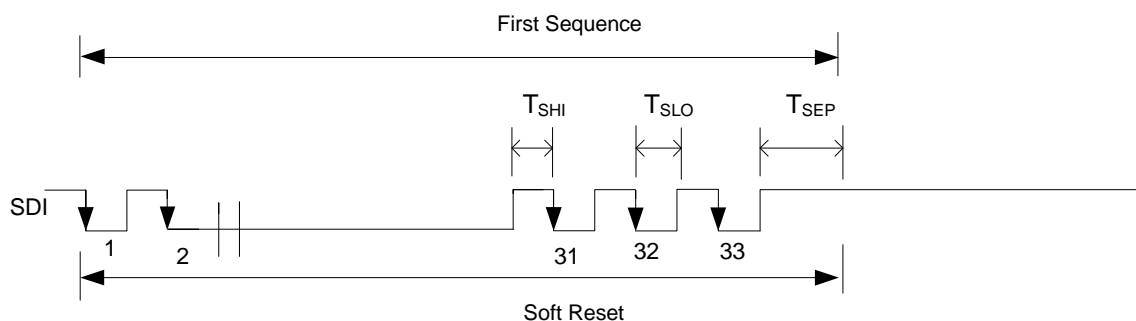 First Sequence
TSHI TSLO TSEP
SDI
1 2 31 32 33
Soft Reset